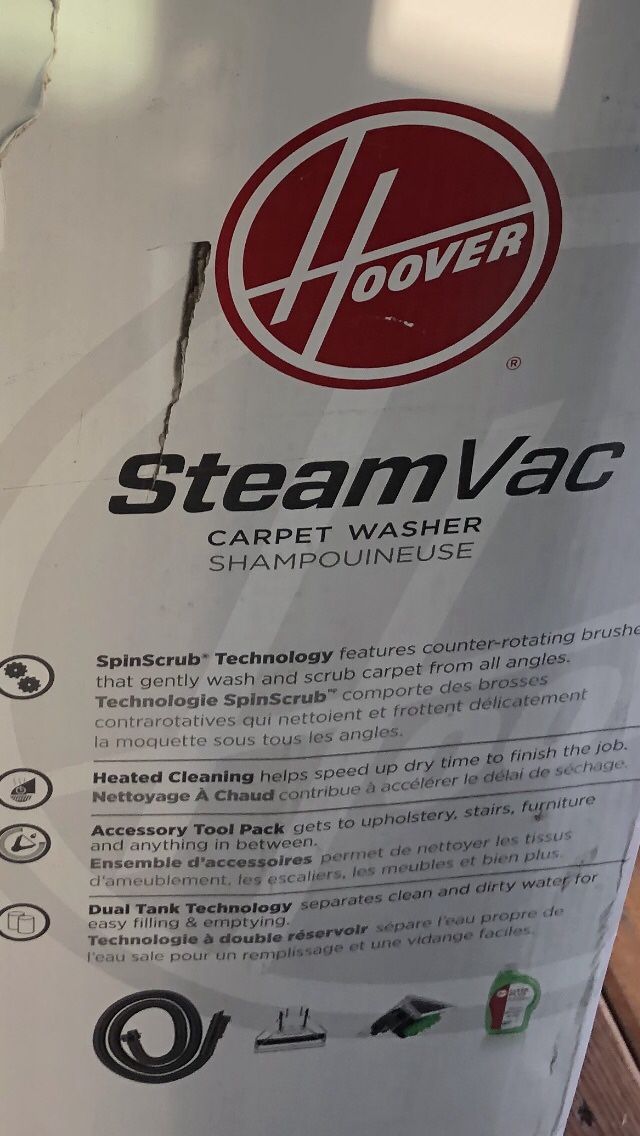 HOOVER
®
SteamVac
CARPET WASHER
SHAMPOUINEUSE
SpinScrub® Technology features counter-rotating brushe
that gently wash and scrub carpet from all angles.
Technologie SpinScrub™ comporte des brosses
contrarotatives qui nettoient et frottent délicatement
la moquette sous tous les angles.
Heated Cleaning helps speed up dry time to finish the job.
Nettoyage À Chaud contribue à accélérer le délai de séchage.
Accessory Tool Pack gets to upholstery, stairs, furniture
and anything in between.
Ensemble d'accessoires permet de nettoyer les tissus
d'ameublement, les escaliers, les meubles et bien plus.
Dual Tank Technology separates clean and dirty water for
easy filling & emptying.
Technologie à double réservoir sépare l'eau propre de
l'eau sale pour un remplissage et une vidange faciles.